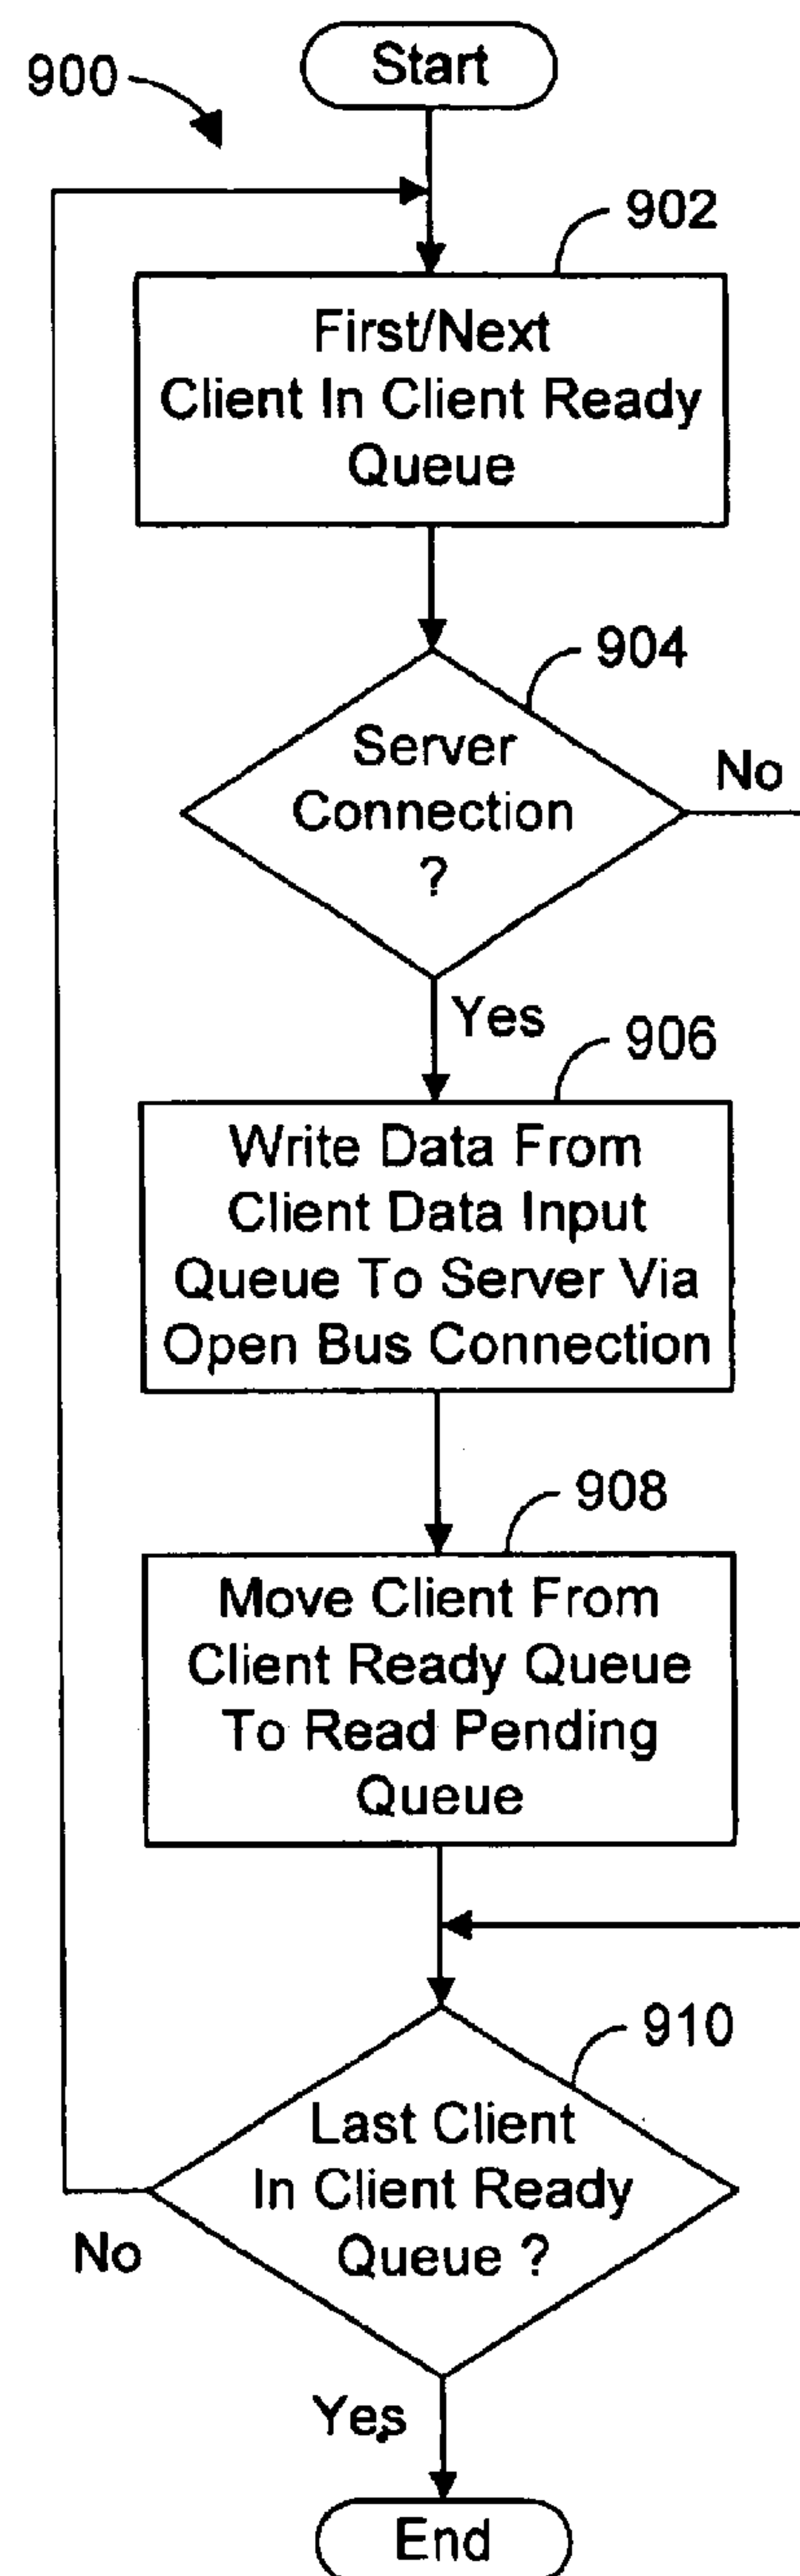 Start
900
902
First/Next
Client In Client Ready
Queue
904
Server
Connection
?
No
Yes
906
Write Data From
Client Data Input
Queue To Server Via
Open Bus Connection
908
Move Client From
Client Ready Queue
To Read Pending
Queue
910
Last Client
In Client Ready
Queue ?
No
Yes
End